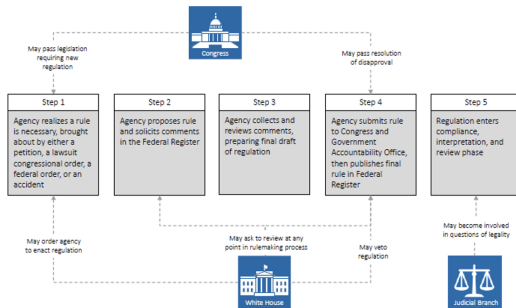 Congress
May pass legislation
requiring new
regulation
May pass resolution
of disapproval
Step 1
Agency realizes a rule
is necessary, brought
about by either a
petition, a lawsuit
congressional order, a
federal order, or an
accident
Step 2
Agency proposes rule
and solicits comments
in the Federal Register
Step 3
Agency collects and
reviews comments,
preparing final draft
of regulation
Step 4
Agency submits rule
to Congress and
Government
Accountability Office,
then publishes final
rule in Federal
Register
Step 5
Regulation enters
compliance,
interpretation, and
review phase
May order agency
to enact regulation
May ask to review at any
point in rulemaking process
May veto
regulation
May become involved
in questions of legality
White House
Judicial Branch